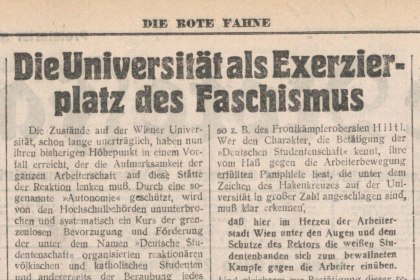 DIE ROTE FAHNE
Die Universität als Exerzier-
platz des Faschismus
Die Zustände auf der Wiener Univer-
sität, schon lange unerträglich, haben nun
ihren bisherigen Höhepunkt in einem Vor-
fall erreicht, der die Aufmerksamkeit der
ganzen Arbeiterschaft auf diese Stätte
der Reaktion lenken muß. Durch eine so-
genannte »Autonomie« geschützt, wird
von den Hochschulbehörden ununterbro-
chen und systematisch ein Kurs der gren-
zenlosen Bevorzugung und Förderung
der unter dem Namen »Deutsche Stu-
dentenschaft« organisierten reaktionären
völkischen und katholischen Studenten
und andererseits der Beraubung jedes
so z. B. des Frontkämpferobersten Hiltl.
Wer den Charakter, die Betätigung der
»Deutschen Studentenschaft« kennt, ihre
vom Haß gegen die Arbeiterbewegung
erfüllten Pamphlete liest, die unter dem
Zeichen des Hakenkreuzes auf der Uni-
versität in großer Zahl angeschlagen sind,
muß klar erkennen,
daß hier im Herzen der Arbeiter-
stadt Wien unter den Augen und dem
Schutze des Rektors die weißen Stu-
dentenbanden sich zum bewaffneten
Kampfe gegen die Arbeiter einüben.